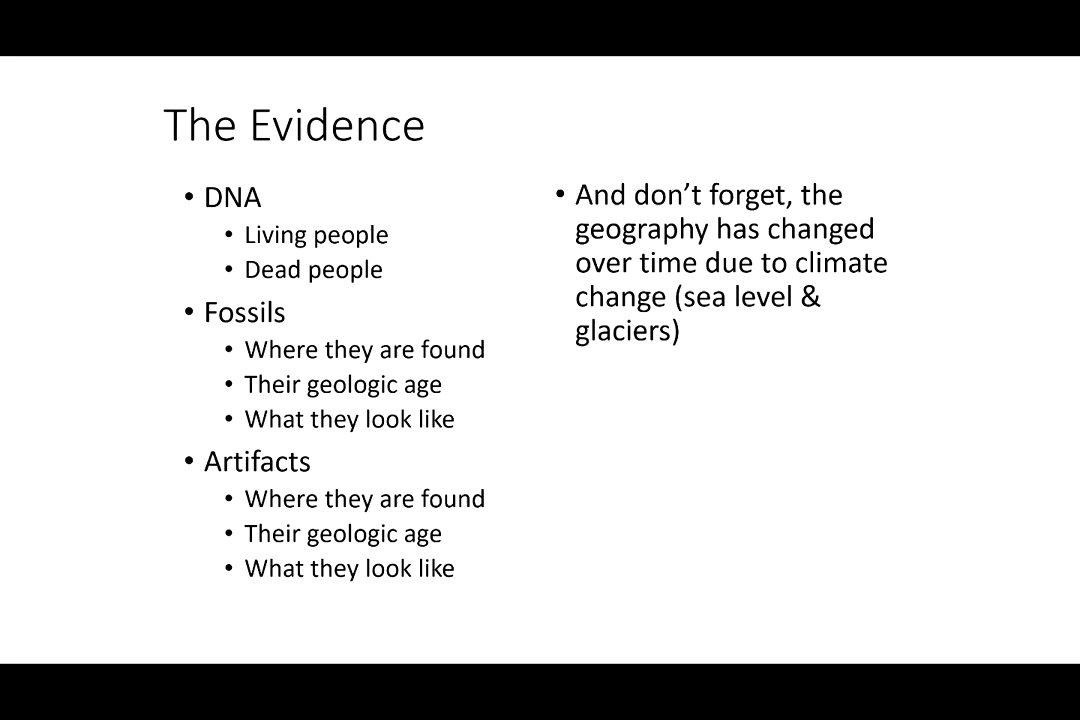 The Evidence
• DNA
• Living people
• Dead people
• Fossils
• Where they are found
• Their geologic age
• What they look like
• Artifacts
• Where they are found
• Their geologic age
• What they look like
• And don’t forget, the
geography has changed
over time due to climate
change (sea level &
glaciers)